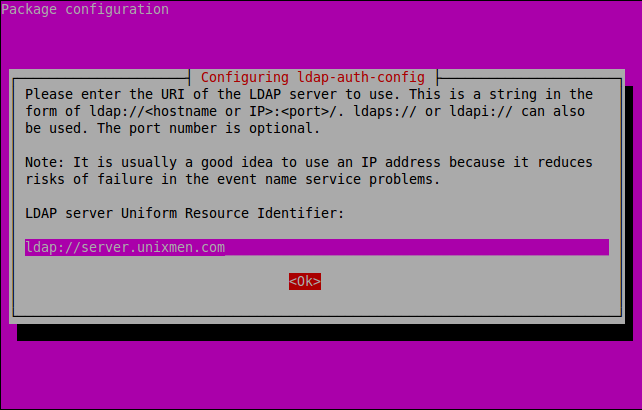 Package configuration
Configuring ldap-auth-config
Please enter the URI of the LDAP server to use. This is a string in the
form of ldap://<hostname or IP>:<port>/. ldaps:// or ldapi:// can also
be used. The port number is optional.
Note: It is usually a good idea to use an IP address because it reduces
risks of failure in the event name service problems.
LDAP server Uniform Resource Identifier:
ldap://server.unixmen.com
<Ok>